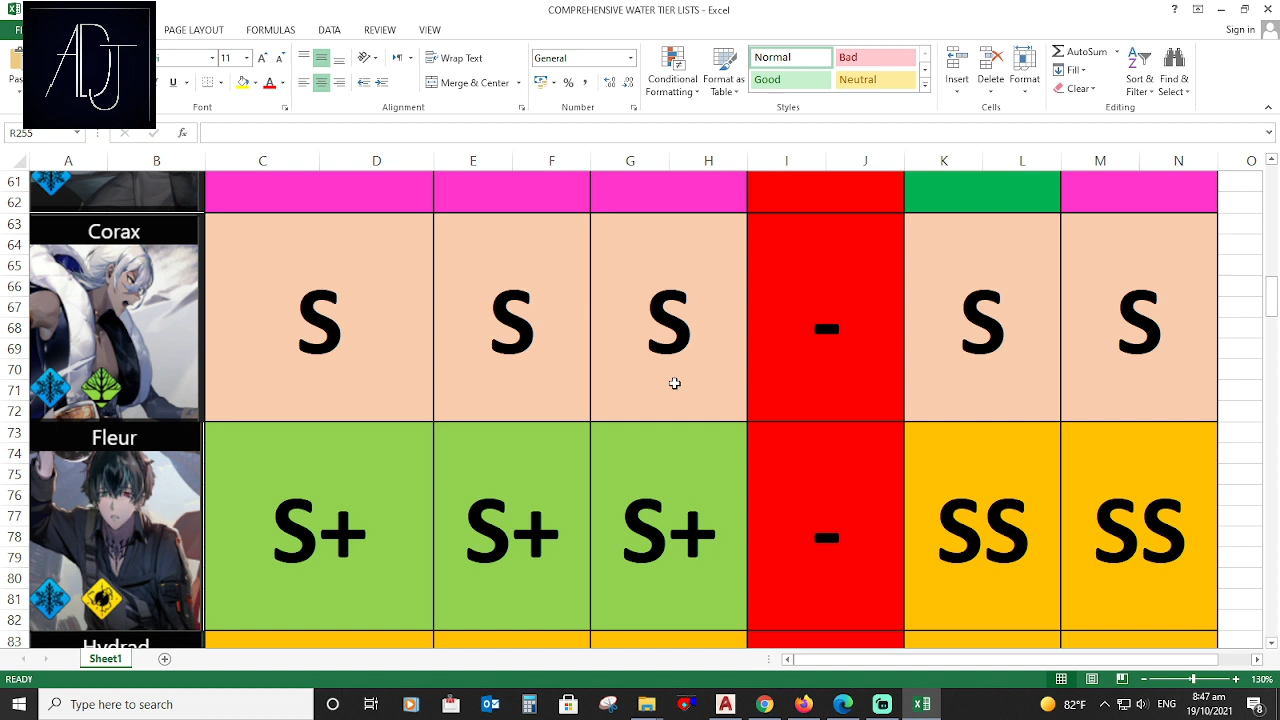 COMPREHENSIVE WATER TIER LISTS - Excel
Sign in
PAGE LAYOUT FORMULAS DATA REVIEW VIEW
ADJ
11 A A Wrap Text General Normal Bad
Conditional Formatting Format as Table Insert Delete Format AutoSum Sort & Filter Find & Select
U A Merge & Center % , Good Neutral Fill
Clear
Font Alignment Number Styles Cells Editing
R255 fx
A B C D E F G H I J K L M N O
61
62
63 Corax
64
65
66
67
68 S S S - S S
69
70
71
72
73 Fleur
74
75
76
77
78 S+ S+ S+ - SS SS
79
80
81
82
83 Hydrad
Sheet1
READY 130%
Type here to search 82° ENG 8:47 am
19/10/2021